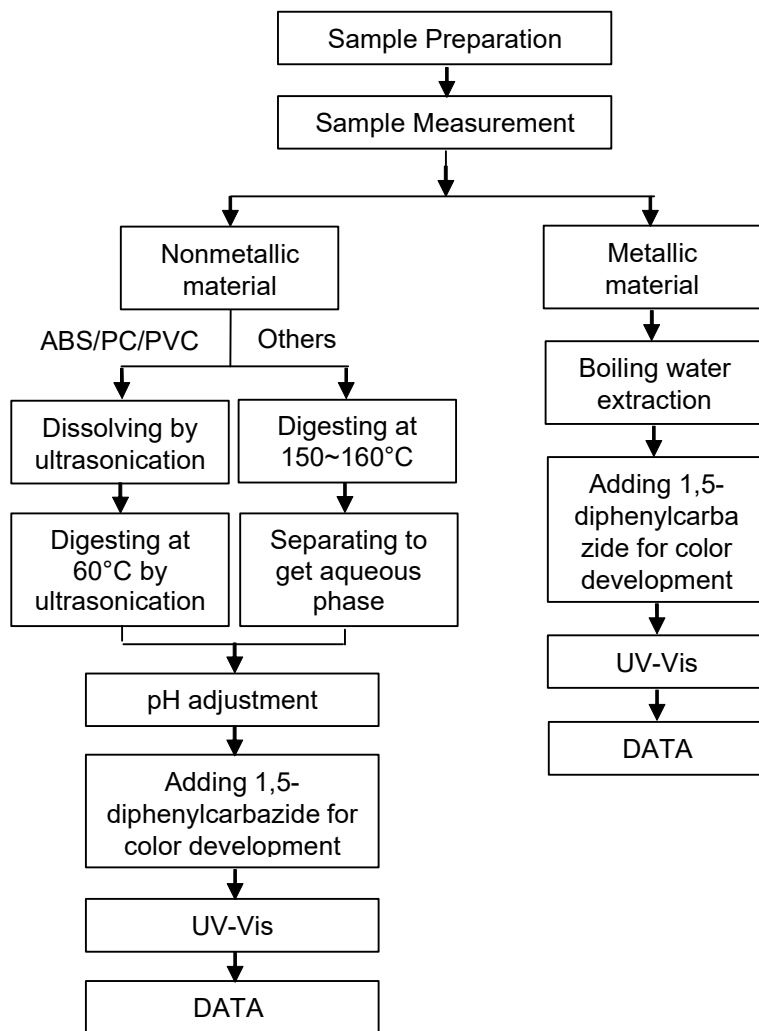 Sample Preparation
Sample Measurement
Nonmetallic
material
Metallic
material
ABS/PC/PVC
Others
Boiling water
extraction
Dissolving by
ultrasonication
Digesting at
150~160°C
Adding 1,5-
diphenylcarba
zide for color
development
Digesting at
60°C by
ultrasonication
Separating to
get aqueous
phase
UV-Vis
pH adjustment
DATA
Adding 1,5-
diphenylcarbazide for
color development
UV-Vis
DATA